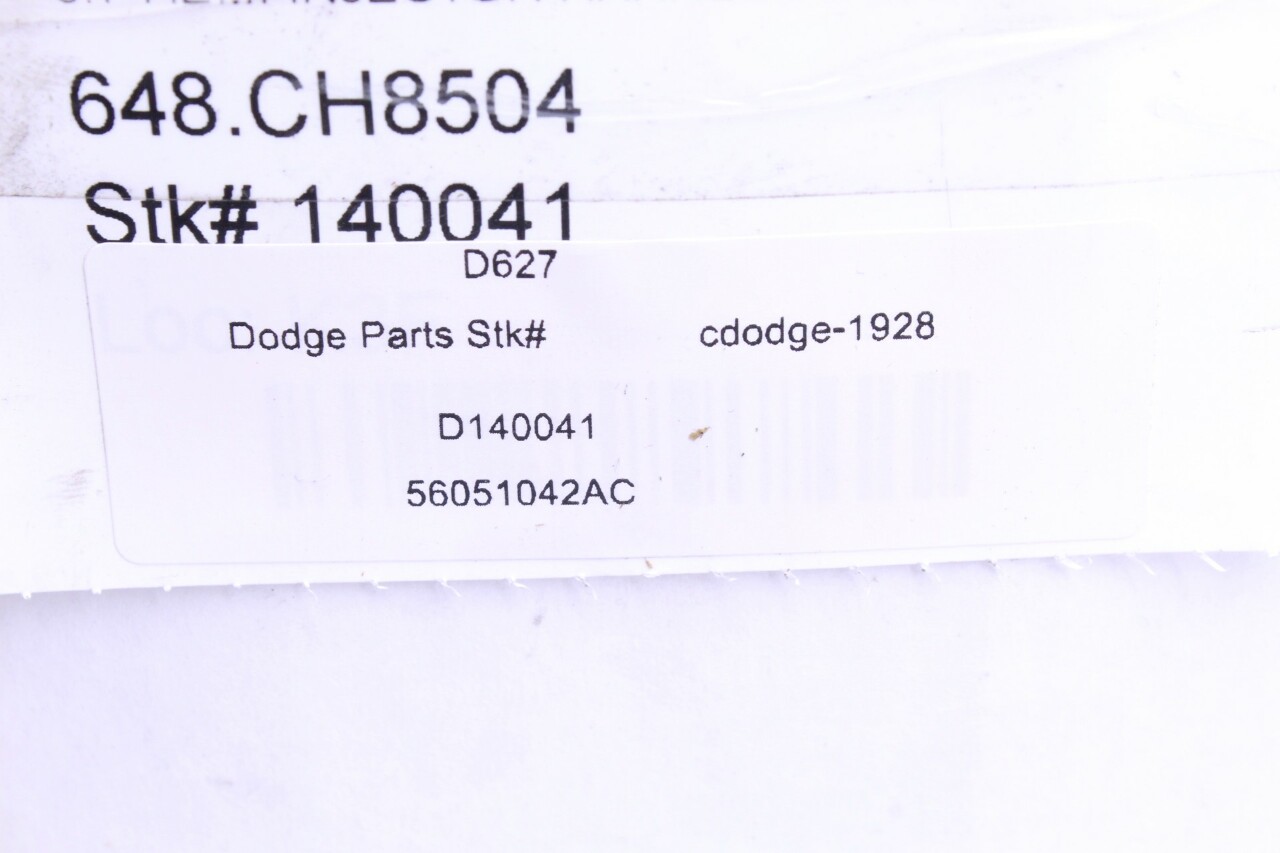 648.CH8504
Stk# 140041
D627
Dodge Parts Stk# cdodge-1928
D140041
56051042AC